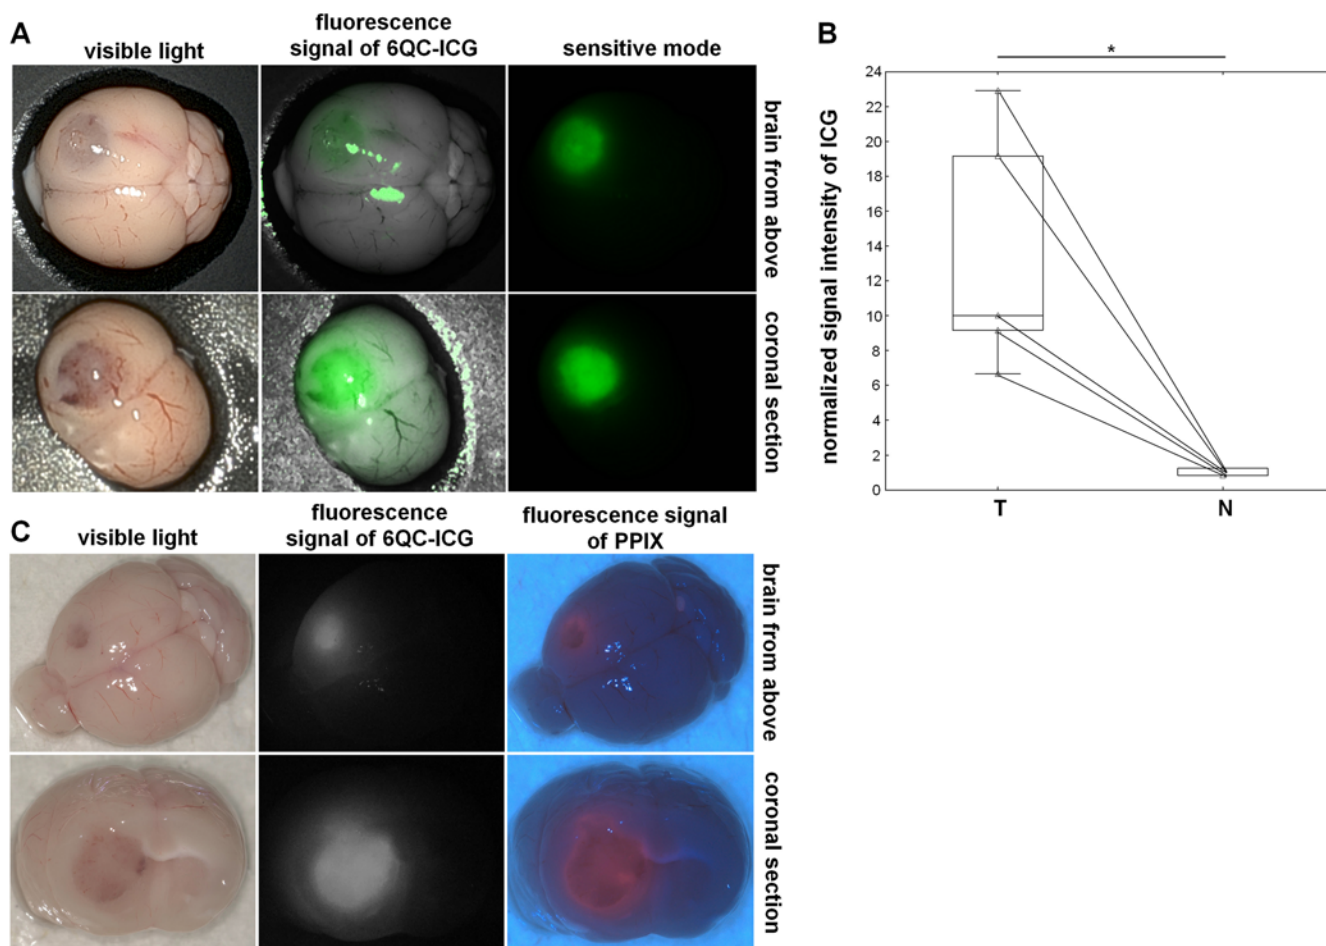 A
visible light
fluorescence
signal of 6QC-ICG
sensitive mode
brain from above
coronal section
B
*
normalized signal intensity of ICG
24
22
20
18
16
14
12
10
8
6
4
2
0
T
N
C
visible light
fluorescence
signal of 6QC-ICG
fluorescence signal
of PPIX
brain from above
coronal section